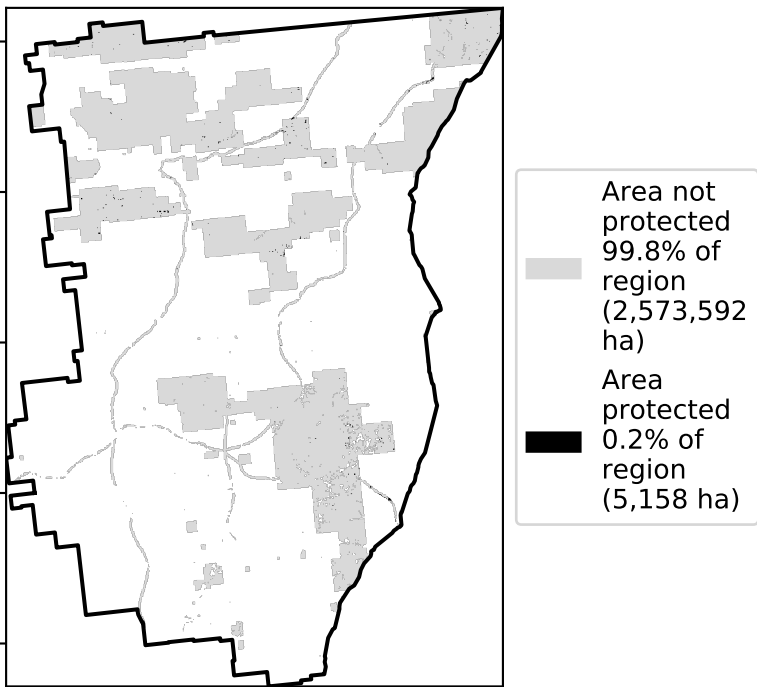 Area not
protected
99.8% of
region
(2,573,592
ha)
Area
protected
0.2% of
region
(5,158 ha)